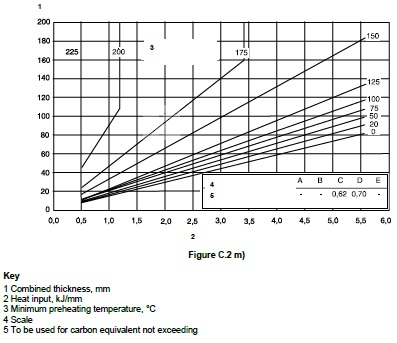 1
200
180
160
140
120
100
80
60
40
20
0
225
200
3
175
150
125
100
75
50
20
0
4 A B C D E
5 - - 0,62 0,70 -
0,0 0,5 1,0 1,5 2,0 2,5 3,0 3,5 4,0 4,5 5,0 5,6 6,0
2
Figure C.2 m)
Key
1 Combined thickness, mm
2 Heat input, kJ/mm
3 Minimum preheating temperature, °C
4 Scale
5 To be used for carbon equivalent not exceeding